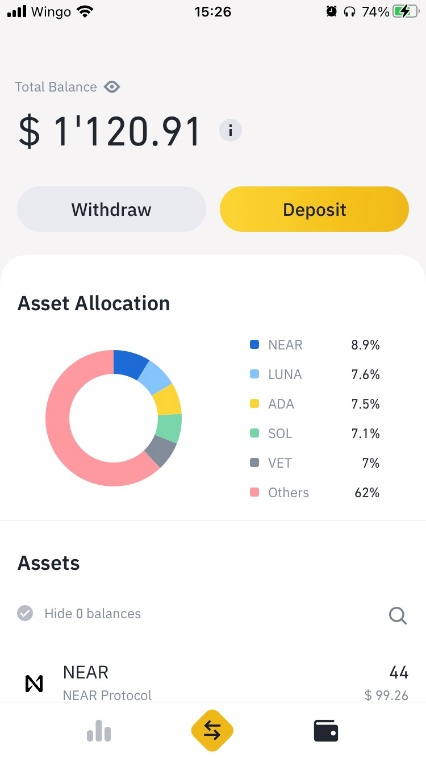 Wingo 15:26 74%
Total Balance
$ 1'120.91
Withdraw Deposit
Asset Allocation
NEAR 8.9%
LUNA 7.6%
ADA 7.5%
SOL 7.1%
VET 7%
Others 62%
Assets
Hide 0 balances
NEAR 44
NEAR Protocol $ 99.26